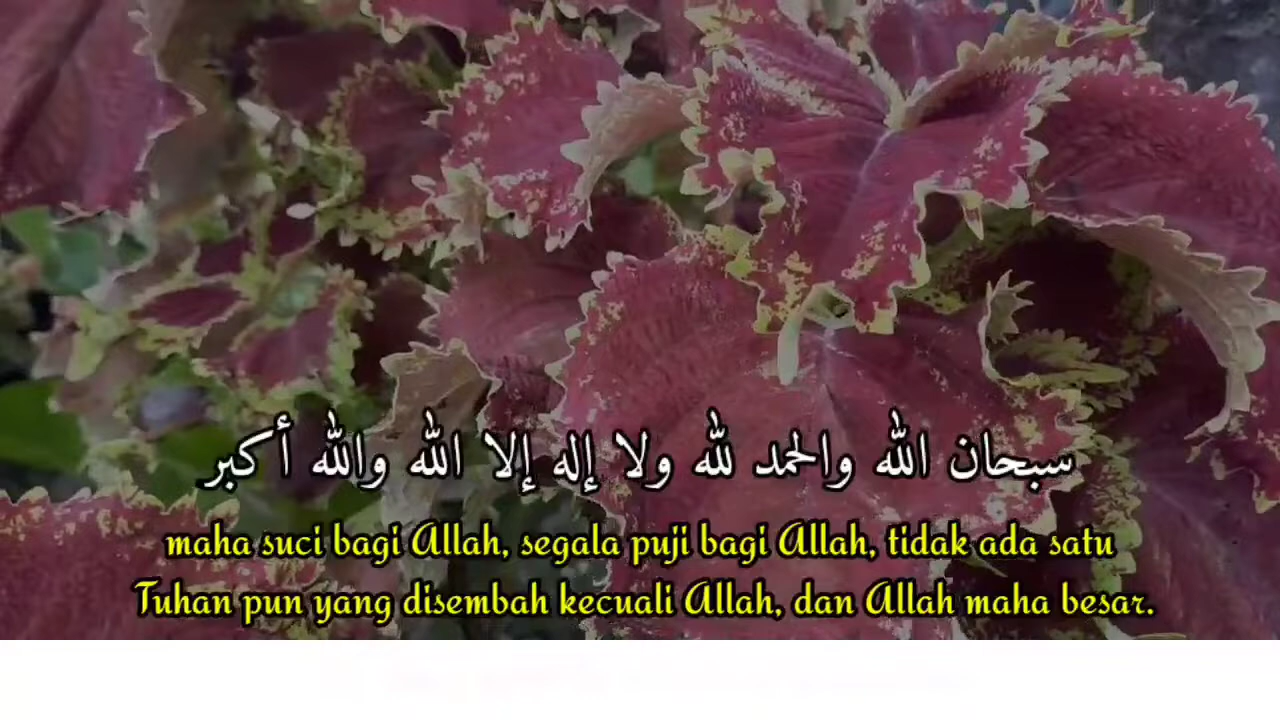 سبحان الله والحمد لله ولا إله إلا الله والله أكبر
maha suci bagi Allah, segala puji bagi Allah, tidak ada satu
Tuhan pun yang disembah kecuali Allah, dan Allah maha besar.